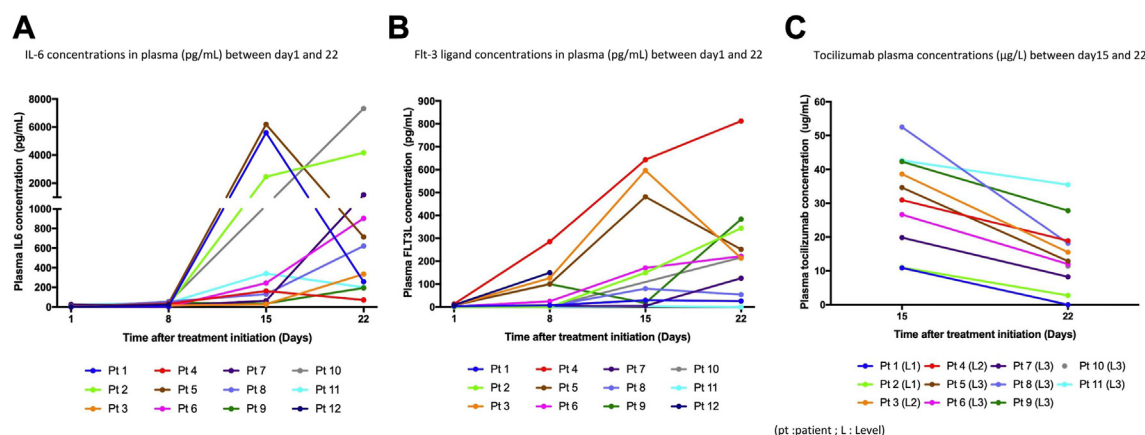 A
IL-6 concentrations in plasma (pg/mL) between day1 and 22
Plasma IL6 concentration (pg/mL)
8000
6000
4000
2000
1000
800
600
400
200
0
1
8
15
22
Time after treatment initiation (Days)
Pt 1
Pt 4
Pt 7
Pt 10
Pt 2
Pt 5
Pt 8
Pt 11
Pt 3
Pt 6
Pt 9
Pt 12
B
Flt-3 ligand concentrations in plasma (pg/mL) between day1 and 22
Plasma FLT3L concentration (pg/mL)
900
800
700
600
500
400
300
200
100
0
1
8
15
22
Time after treatment initiation (Days)
Pt 1
Pt 4
Pt 7
Pt 10
Pt 2
Pt 5
Pt 8
Pt 11
Pt 3
Pt 6
Pt 9
Pt 12
C
Tocilizumab plasma concentrations (µg/L) between day15 and 22
Plasma tocilizumab concentration (ug/mL)
60
50
40
30
20
10
0
15
22
Time after treatment initiation (Days)
Pt 1 (L1)
Pt 4 (L2)
Pt 7 (L3)
Pt 10 (L3)
Pt 2 (L1)
Pt 5 (L3)
Pt 8 (L3)
Pt 11 (L3)
Pt 3 (L2)
Pt 6 (L3)
Pt 9 (L3)
(pt :patient ; L : Level)